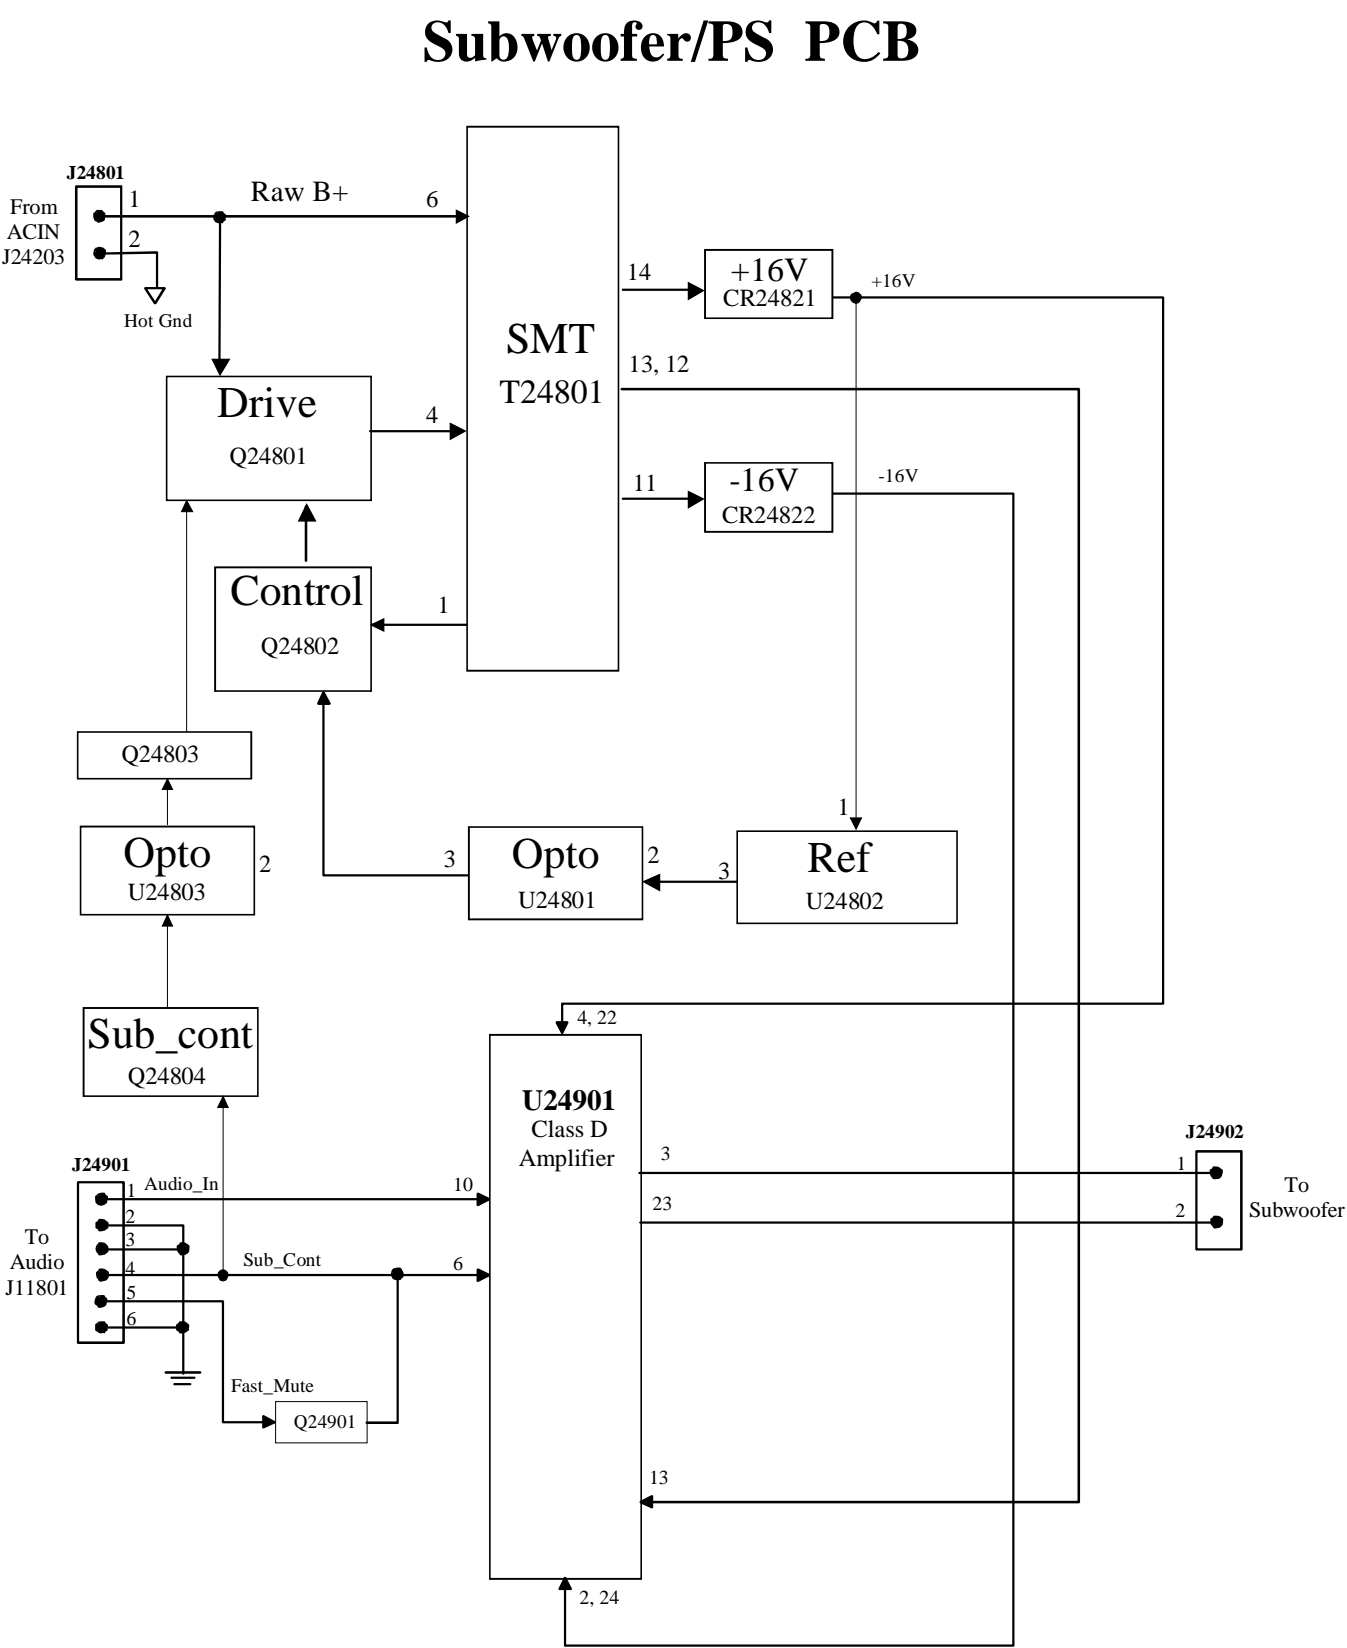 Subwoofer/PS PCB
J24801
From
ACIN
J24203
1
2
Raw B+
6
Hot Gnd
SMT
T24801
14
+16V
CR24821
+16V
13, 12
Drive
Q24801
4
11
-16V
CR24822
-16V
Control
Q24802
1
Q24803
Opto
U24803
2
3
Opto
U24801
2
3
1
Ref
U24802
Sub_cont
Q24804
4, 22
U24901
Class D
Amplifier
J24901
To
Audio
J11801
1
2
3
4
5
6
Audio_In
10
Sub_Cont
6
Fast_Mute
Q24901
3
23
J24902
1
2
To
Subwoofer
13
2, 24